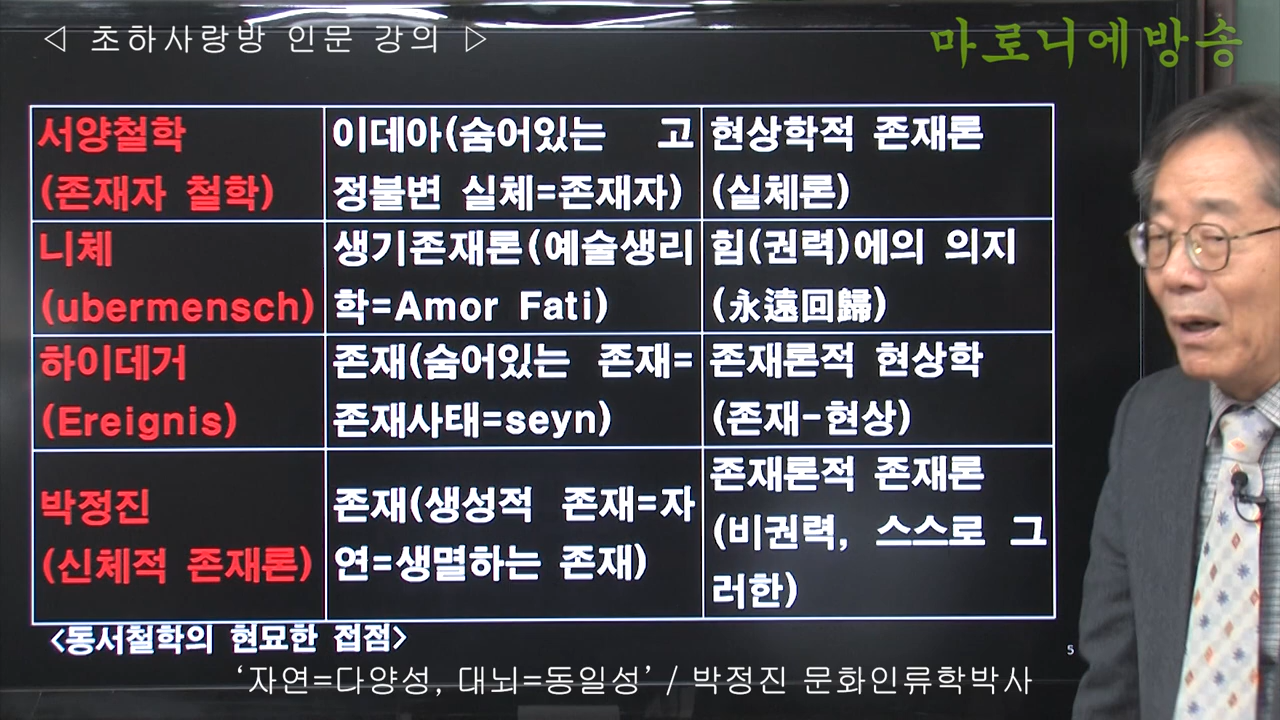 ◁ 초하사랑방 인문 강의 ▷
마로니에방송
서양철학
(존재자 철학)
이데아(숨어있는 고
정불변 실체=존재자)
현상학적 존재론
(실체론)
니체
(ubermensch)
생기존재론(예술생리
학=Amor Fati)
힘(권력)에의 의지
(永遠回歸)
하이데거
(Ereignis)
존재(숨어있는 존재=
존재사태=seyn)
존재론적 현상학
(존재-현상)
박정진
(신체적 존재론)
존재(생성적 존재=자
연=생멸하는 존재)
존재론적 존재론
(비권력, 스스로 그
러한)
<동서철학의 현묘한 접점>
5
‘자연=다양성, 대뇌=동일성’ / 박정진 문화인류학박사